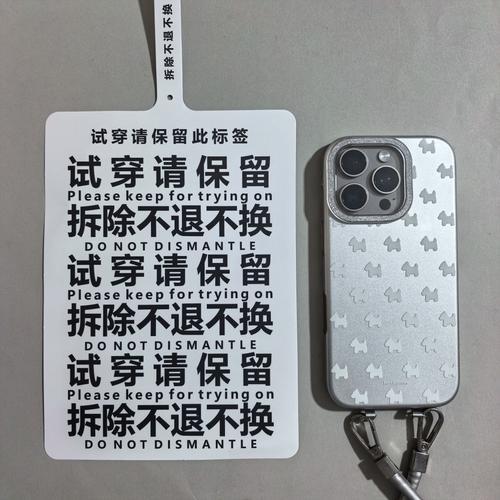 拆除不退不换
试穿请保留此标签
试穿请保留
Please keep for trying on
拆除不退不换
DO NOT DISMANTLE
试穿请保留
Please keep for trying on
拆除不退不换
DO NOT DISMANTLE
试穿请保留
Please keep for trying on
拆除不退不换
DO NOT DISMANTLE